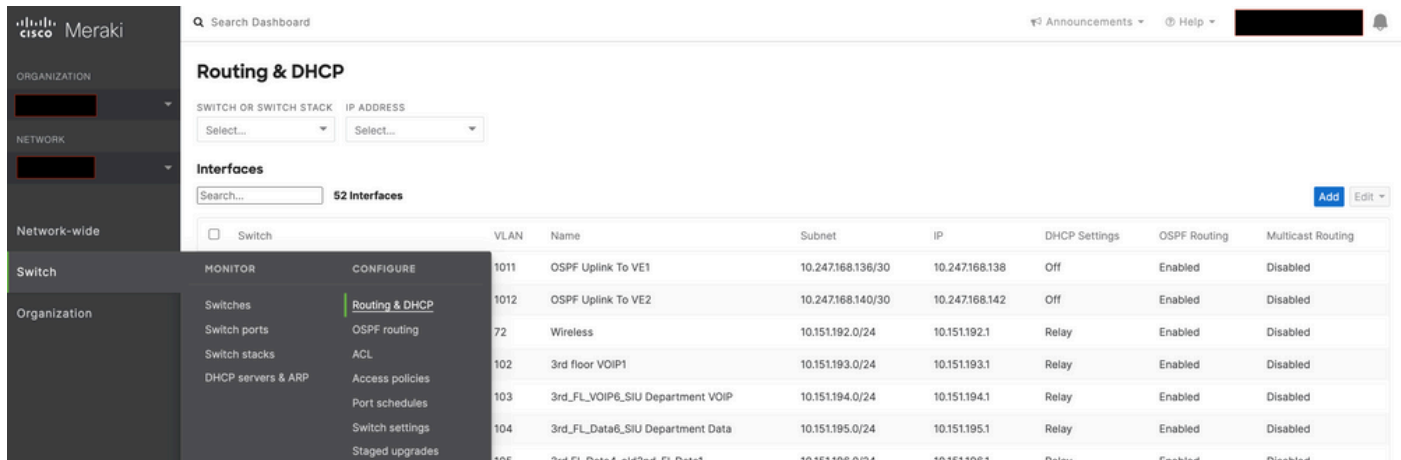 cisco Meraki
Search Dashboard
Announcements
Help
ORGANIZATION
NETWORK
Network-wide
Switch
Organization
Routing & DHCP
SWITCH OR SWITCH STACK IP ADDRESS
Select... Select...
Interfaces
Search... 52 Interfaces
Add Edit
Switch VLAN Name Subnet IP DHCP Settings OSPF Routing Multicast Routing
MONITOR
Switches
Switch ports
Switch stacks
DHCP servers & ARP
CONFIGURE
Routing & DHCP
OSPF routing
ACL
Access policies
Port schedules
Switch settings
Staged upgrades
1011 OSPF Uplink To VE1 10.247.168.136/30 10.247.168.138 Off Enabled Disabled
1012 OSPF Uplink To VE2 10.247.168.140/30 10.247.168.142 Off Enabled Disabled
72 Wireless 10.151.192.0/24 10.151.192.1 Relay Enabled Disabled
102 3rd floor VOIP1 10.151.193.0/24 10.151.193.1 Relay Enabled Disabled
103 3rd_FL_VOIP6_SIU Department VOIP 10.151.194.0/24 10.151.194.1 Relay Enabled Disabled
104 3rd_FL_Data6_SIU Department Data 10.151.195.0/24 10.151.195.1 Relay Enabled Disabled